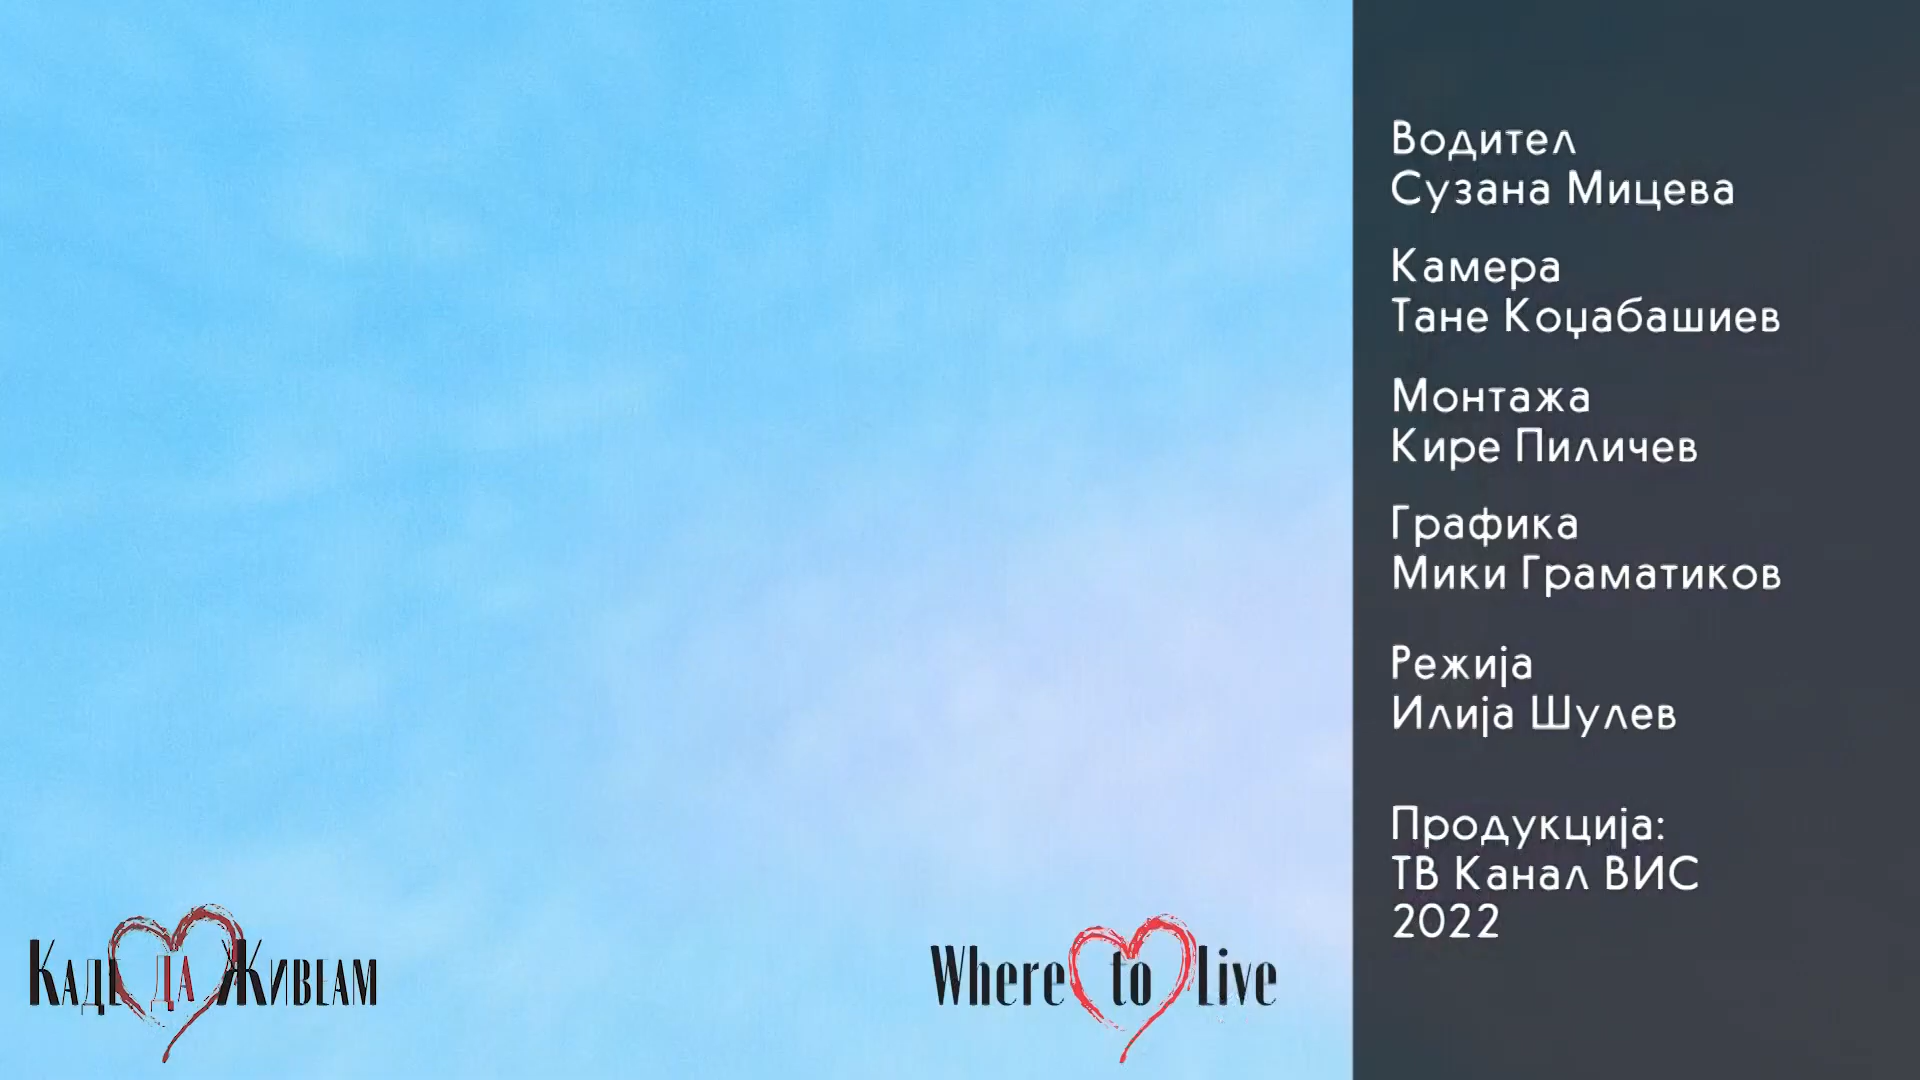 Водител
Сузана Мицева
Камера
Тане Коџабашиев
Монтажа
Кире Пиличев
Графика
Мики Граматиков
Режија
Илија Шулев
Продукција:
ТВ Канал ВИС
2022
Каде да Живеам
Where to Live